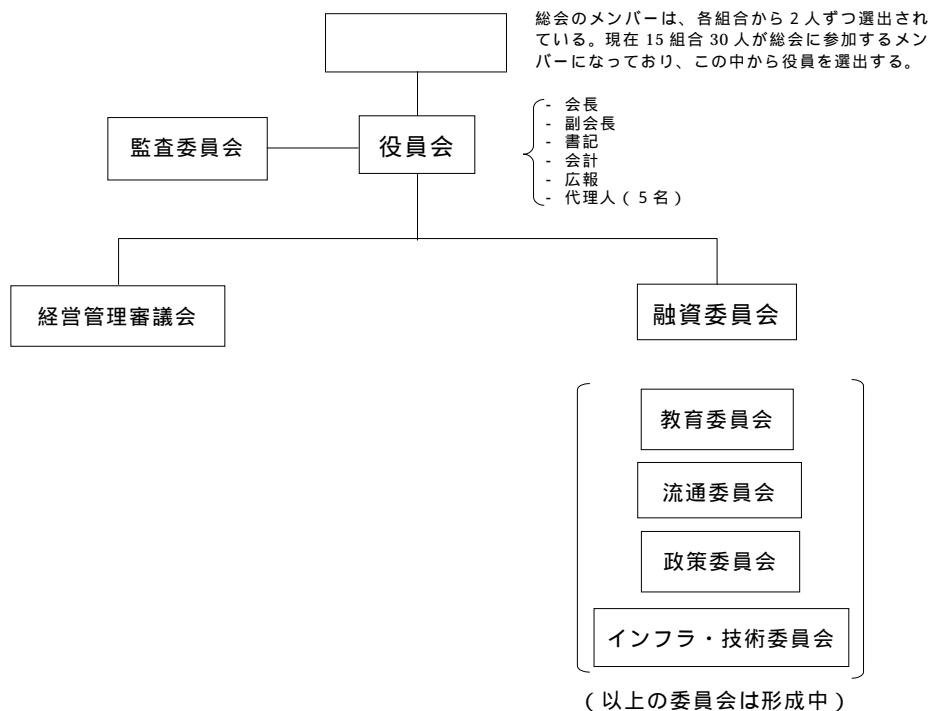 総会のメンバーは、各組合から2人ずつ選出され
ている。現在 15 組合 30 人が総会に参加するメン
バーになっており、この中から役員を選出する。
監査委員会
役員会
- 会長
- 副会長
- 書記
- 会計
- 広報
- 代理人(5名)
経営管理審議会
融資委員会
教育委員会
流通委員会
政策委員会
インフラ・技術委員会
(以上の委員会は形成中)